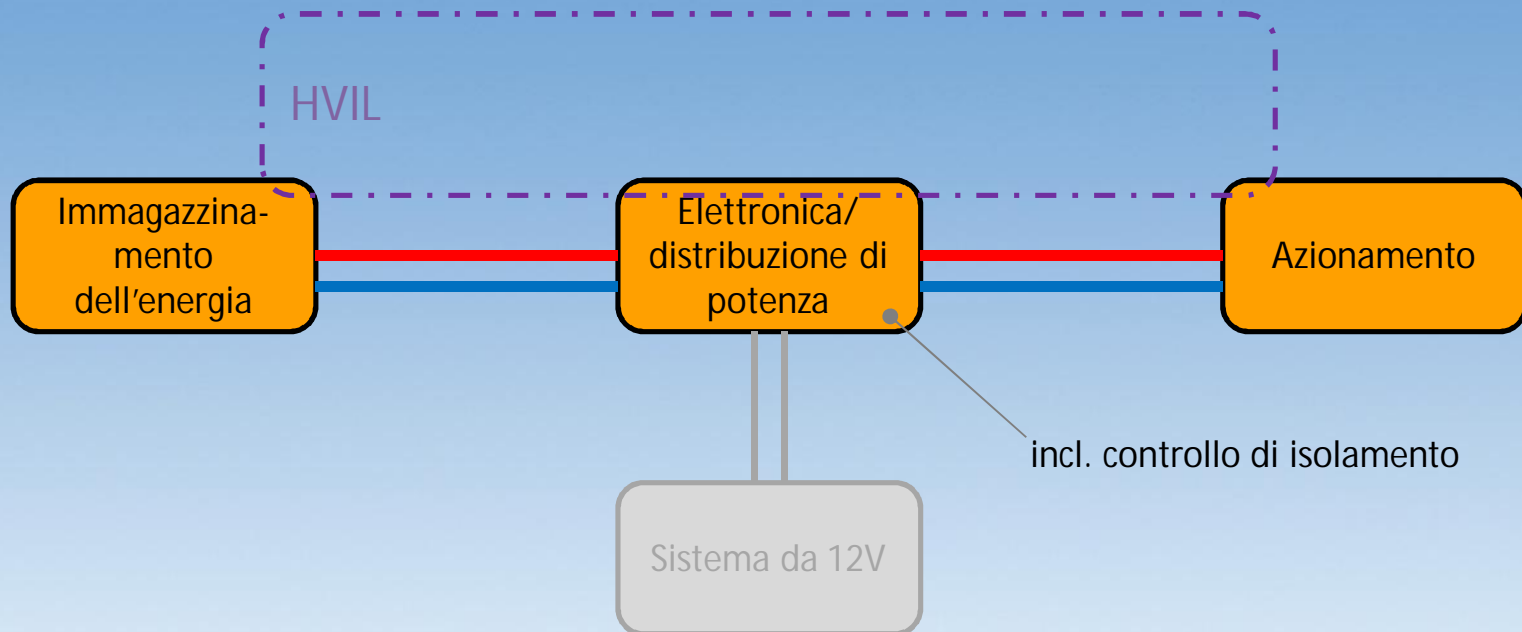 HVIL
Immagazzina-
mento
dell'energia
Elettronica/
distribuzione di
potenza
Azionamento
incl. controllo di isolamento
Sistema da 12V